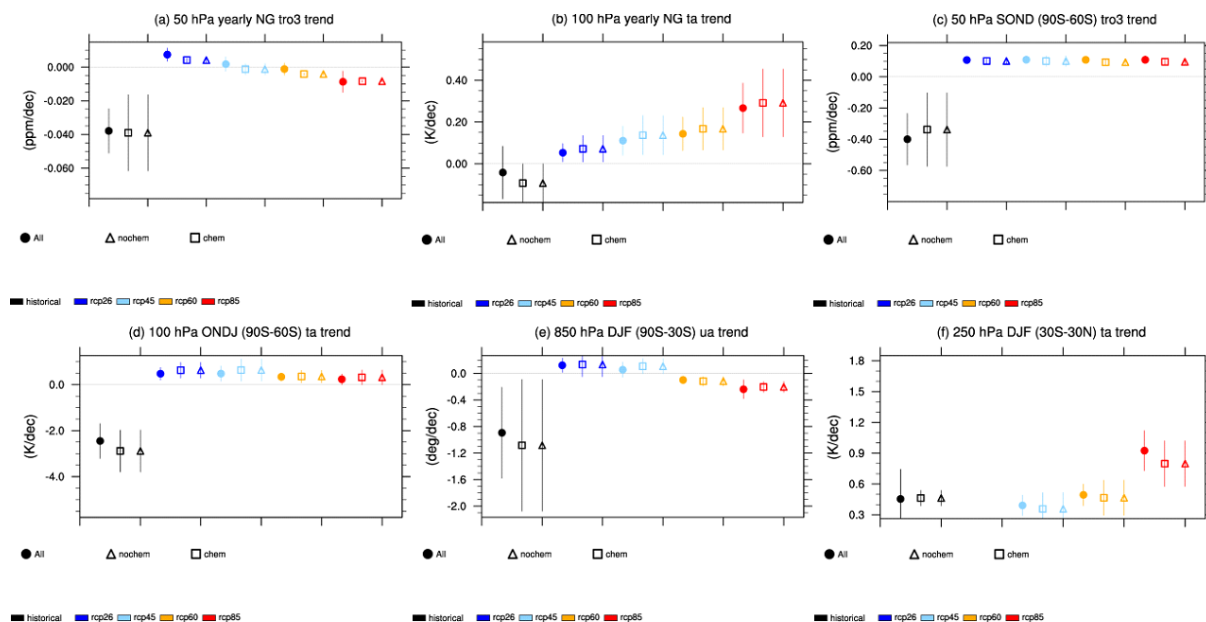 (a) 50 hPa yearly NG tro3 trend
(ppm/dec)
0.000
-0.020
-0.040
-0.060
All nochem chem
historical rcp26 rcp45 rcp60 rcp85
(b) 100 hPa yearly NG ta trend
(K/dec)
0.40
0.20
0.00
All nochem chem
historical rcp26 rcp45 rcp60 rcp85
(c) 50 hPa SOND (90S-60S) tro3 trend
(ppm/dec)
0.20
0.00
-0.20
-0.40
-0.60
All nochem chem
historical rcp26 rcp45 rcp60 rcp85
(d) 100 hPa ONDJ (90S-60S) ta trend
(K/dec)
0.0
-2.0
-4.0
All nochem chem
historical rcp26 rcp45 rcp60 rcp85
(e) 850 hPa DJF (90S-30S) ua trend
(deg/dec)
0.0
-0.4
-0.8
-1.2
-1.6
-2.0
All nochem chem
historical rcp26 rcp45 rcp60 rcp85
(f) 250 hPa DJF (30S-30N) ta trend
(K/dec)
1.8
1.5
1.2
0.9
0.6
0.3
All nochem chem
historical rcp26 rcp45 rcp60 rcp85